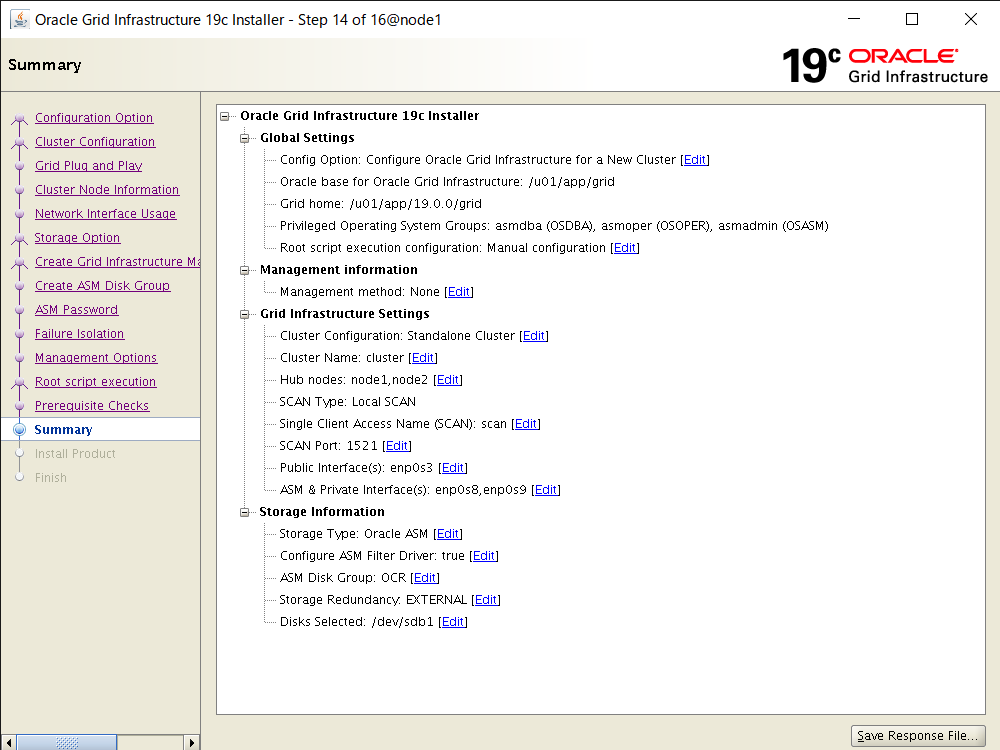 Oracle Grid Infrastructure 19c Installer - Step 14 of 16@node1
Summary
19c ORACLE
Grid Infrastructure
Configuration Option
Cluster Configuration
Grid Plug and Play
Cluster Node Information
Network Interface Usage
Storage Option
Create Grid Infrastructure Ma
Create ASM Disk Group
ASM Password
Failure Isolation
Management Options
Root script execution
Prerequisite Checks
Summary
Install Product
Finish
Oracle Grid Infrastructure 19c Installer
Global Settings
Config Option: Configure Oracle Grid Infrastructure for a New Cluster [Edit]
Oracle base for Oracle Grid Infrastructure: /u01/app/grid
Grid home: /u01/app/19.0.0/grid
Privileged Operating System Groups: asmdba (OSDBA), asmoper (OSOPER), asmadmin (OSASM)
Root script execution configuration: Manual configuration [Edit]
Management information
Management method: None [Edit]
Grid Infrastructure Settings
Cluster Configuration: Standalone Cluster [Edit]
Cluster Name: cluster [Edit]
Hub nodes: node1,node2 [Edit]
SCAN Type: Local SCAN
Single Client Access Name (SCAN): scan [Edit]
SCAN Port: 1521 [Edit]
Public Interface(s): enp0s3 [Edit]
ASM & Private Interface(s): enp0s8,enp0s9 [Edit]
Storage Information
Storage Type: Oracle ASM [Edit]
Configure ASM Filter Driver: true [Edit]
ASM Disk Group: OCR [Edit]
Storage Redundancy: EXTERNAL [Edit]
Disks Selected: /dev/sdb1 [Edit]
Save Response File...